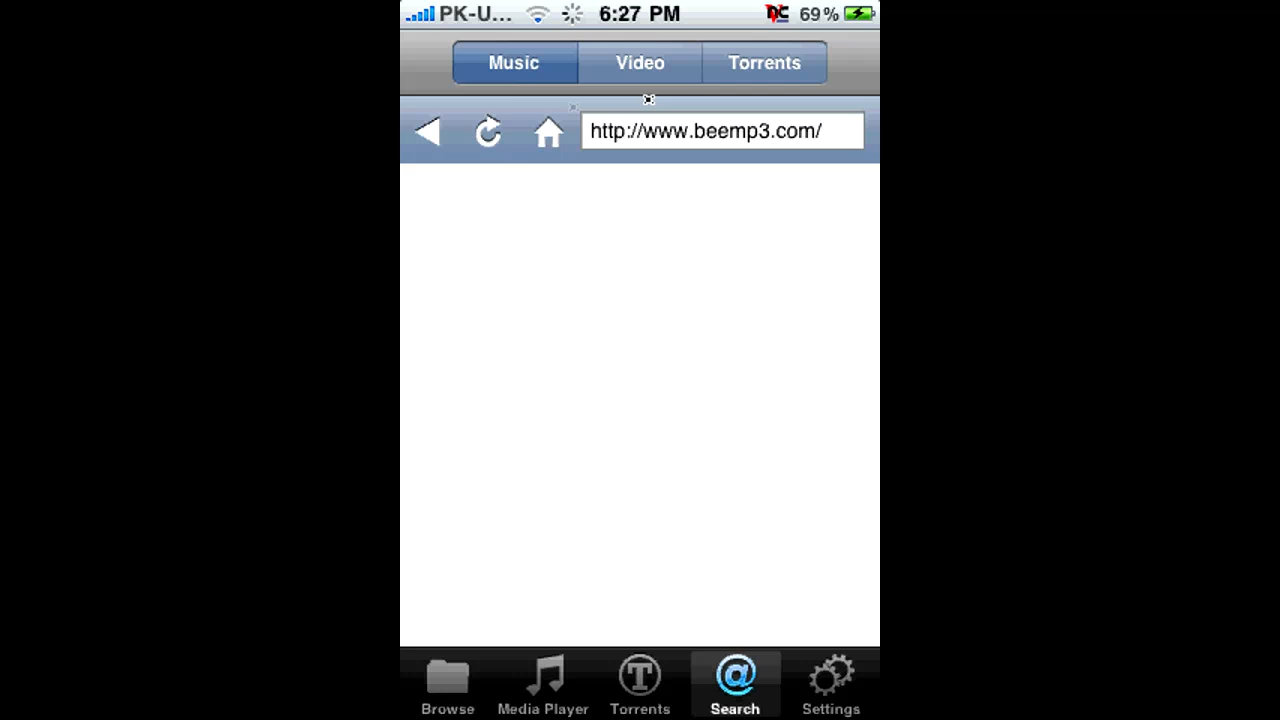 PK-U... 6:27 PM 69%
Music Video Torrents
http://www.beemp3.com/
Browse Media Player Torrents Search Settings